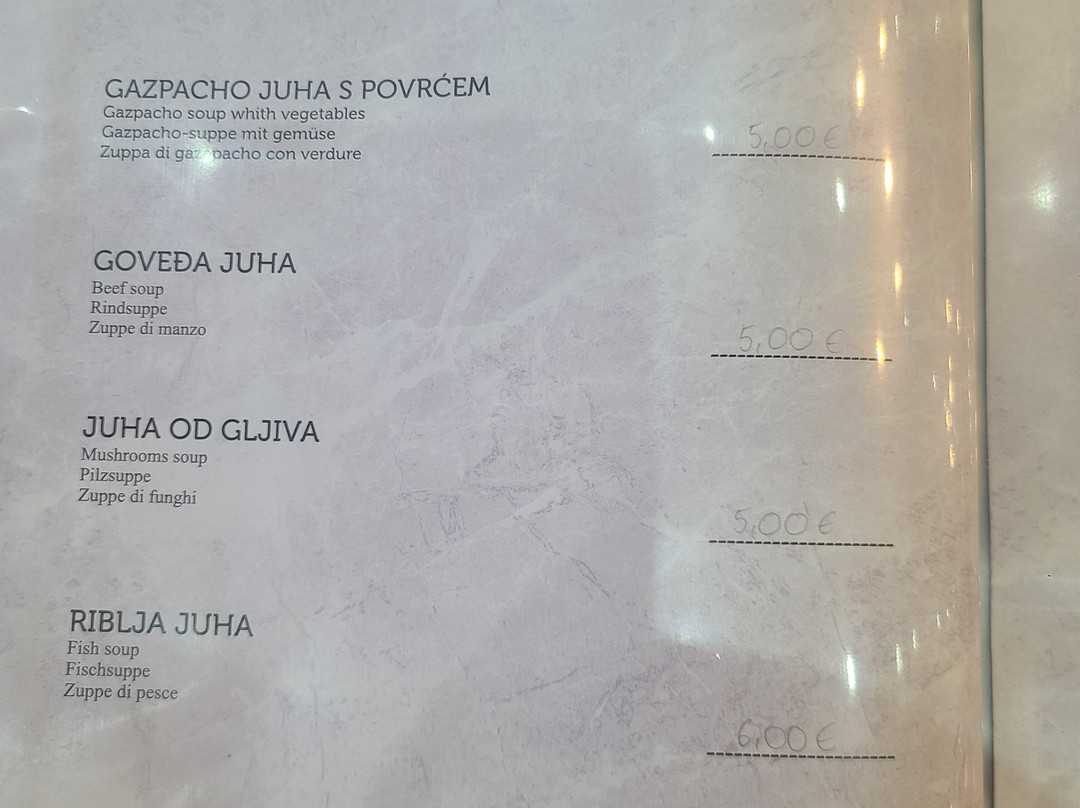 GAZPACHO JUHA S POVRĆEM
Gazpacho soup whith vegetables
Gazpacho-suppe mit gemüse
Zuppa di gazpacho con verdure
5,00 €
GOVEĐA JUHA
Beef soup
Rindsuppe
Zuppe di manzo
5,00 €
JUHA OD GLJIVA
Mushrooms soup
Pilzsuppe
Zuppe di funghi
5,00 €
RIBLJA JUHA
Fish soup
Fischsuppe
Zuppe di pesce
6,00 €